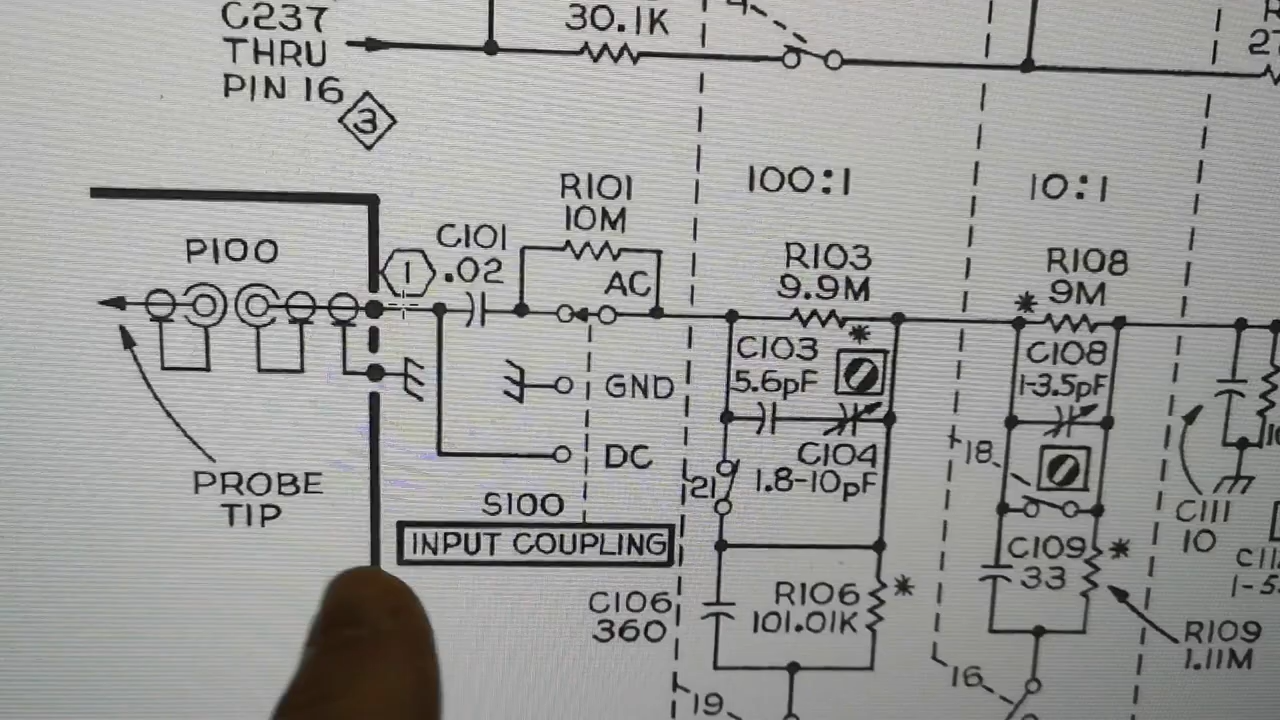 C237
THRU
PIN 16
3
30.1K
100:1
10:1
P100
1
C101
.02
R101
10M
AC
GND
DC
S100
INPUT COUPLING
PROBE
TIP
R103
9.9M
*
C103
5.6pF
C104
1.8-10pF
21
C106
360
R106
101.01K
*
19
*
R108
9M
C108
1-3.5pF
18
C109
33
*
R109
1.11M
16
C111
10